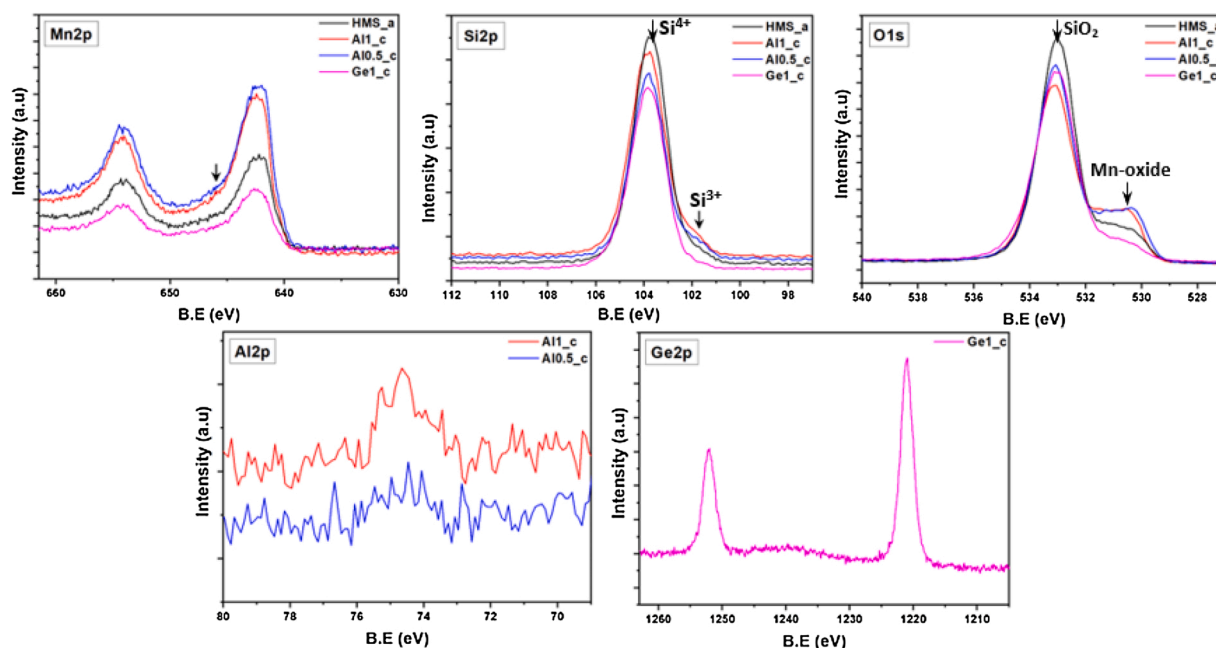 Mn2p
HMS_a
Al1_c
Al0.5_c
Ge1_c
Intensity (a.u)
660
650
640
630
B.E (eV)
Si2p
Si⁴⁺
HMS_a
Al1_c
Al0.5_c
Ge1_c
Si³⁺
Intensity (a.u)
112
110
108
106
104
102
100
98
B.E (eV)
O1s
SiO₂
HMS_a
Al1_c
Al0.5_c
Ge1_c
Mn-oxide
Intensity (a.u)
540
538
536
534
532
530
528
B.E (eV)
Al2p
Al1_c
Al0.5_c
Intensity (a.u)
80
78
76
74
72
70
B.E (eV)
Ge2p
Ge1_c
Intensity (a.u)
1260
1250
1240
1230
1220
1210
B.E (eV)